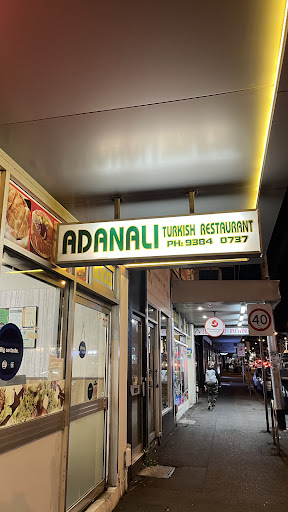 ADANALI TURKISH RESTAURANT
PH: 9384 0737
40